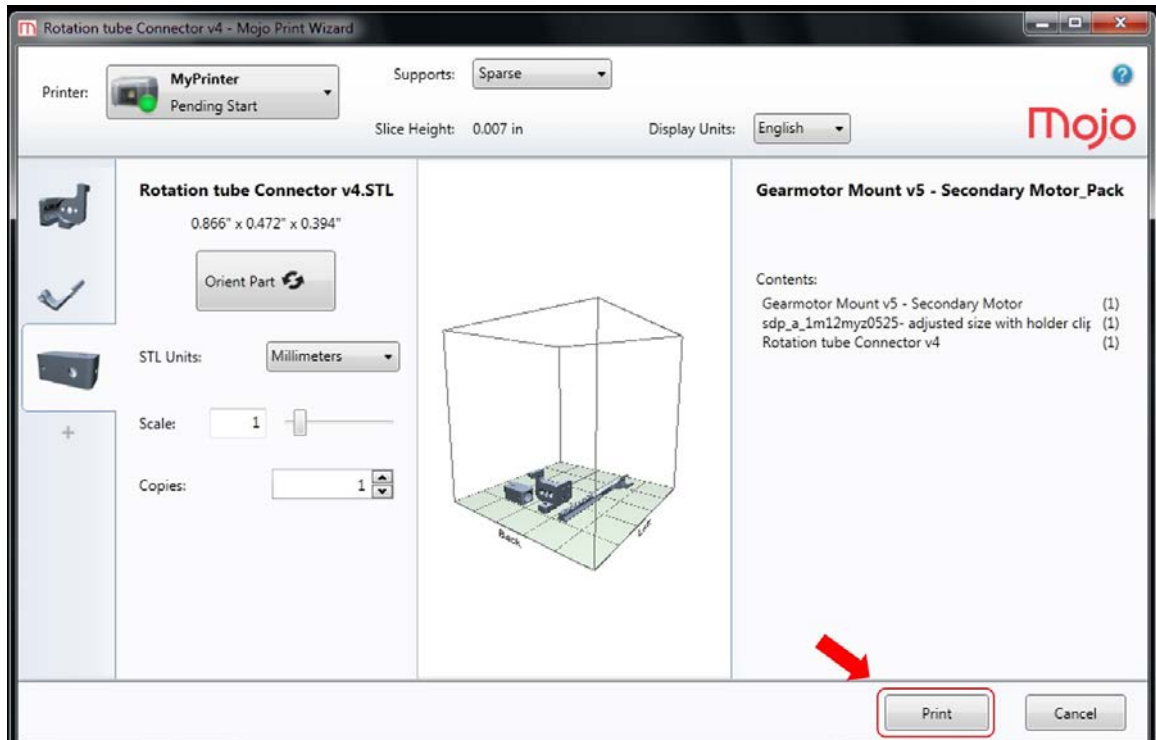 Rotation tube Connector v4 - Mojo Print Wizard
Printer:
MyPrinter
Pending Start
Supports:
Sparse
Slice Height:
0.007 in
Display Units:
English
?
mojo
Rotation tube Connector v4.STL
0.866" x 0.472" x 0.394"
Orient Part
STL Units:
Millimeters
Scale:
1
Copies:
1
+
Back
Left
Gearmotor Mount v5 - Secondary Motor_Pack
Contents:
Gearmotor Mount v5 - Secondary Motor (1)
sdp_a_1m12myz0525- adjusted size with holder clip (1)
Rotation tube Connector v4 (1)
Print
Cancel